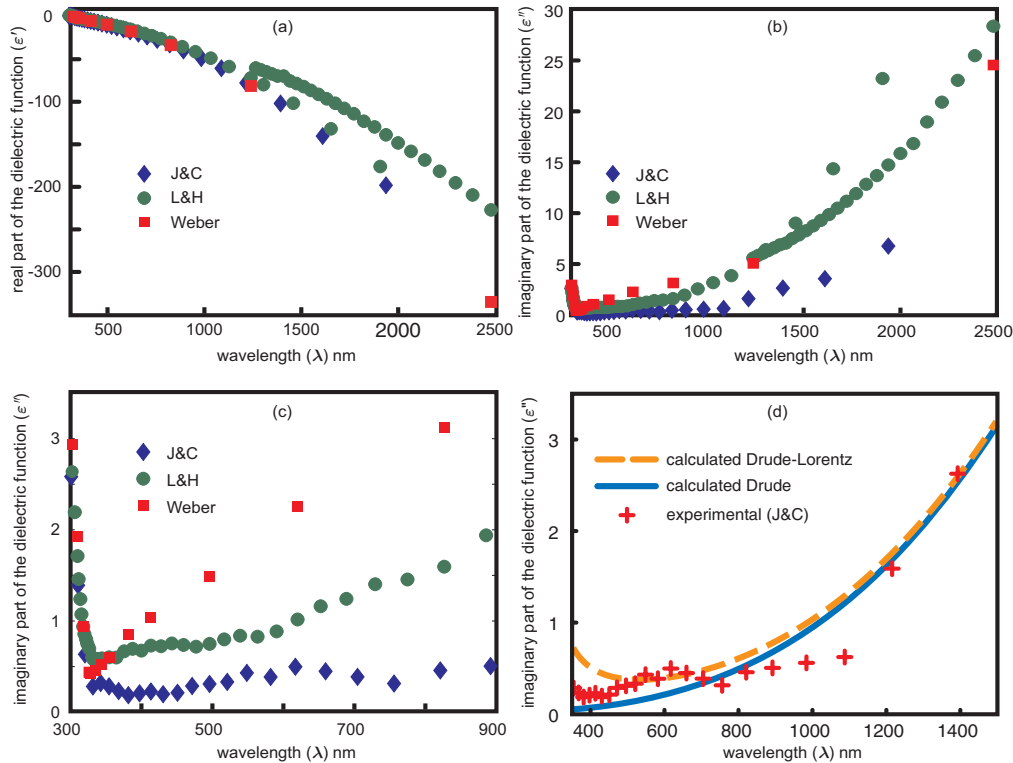 (a)
real part of the dielectric function (ε′)
0
-100
-200
-300
J&C
L&H
Weber
500
1000
1500
2000
2500
wavelength (λ) nm
(b)
imaginary part of the dielectric function (ε″)
30
25
20
15
10
5
0
J&C
L&H
Weber
500
1000
1500
2000
2500
wavelength (λ) nm
(c)
imaginary part of the dielectric function (ε″)
3
2
1
0
J&C
L&H
Weber
300
500
700
900
wavelength (λ) nm
(d)
imaginary part of the dielectric function (ε")
3
2
1
0
calculated Drude-Lorentz
calculated Drude
experimental (J&C)
400
600
800
1000
1200
1400
wavelength (λ) nm